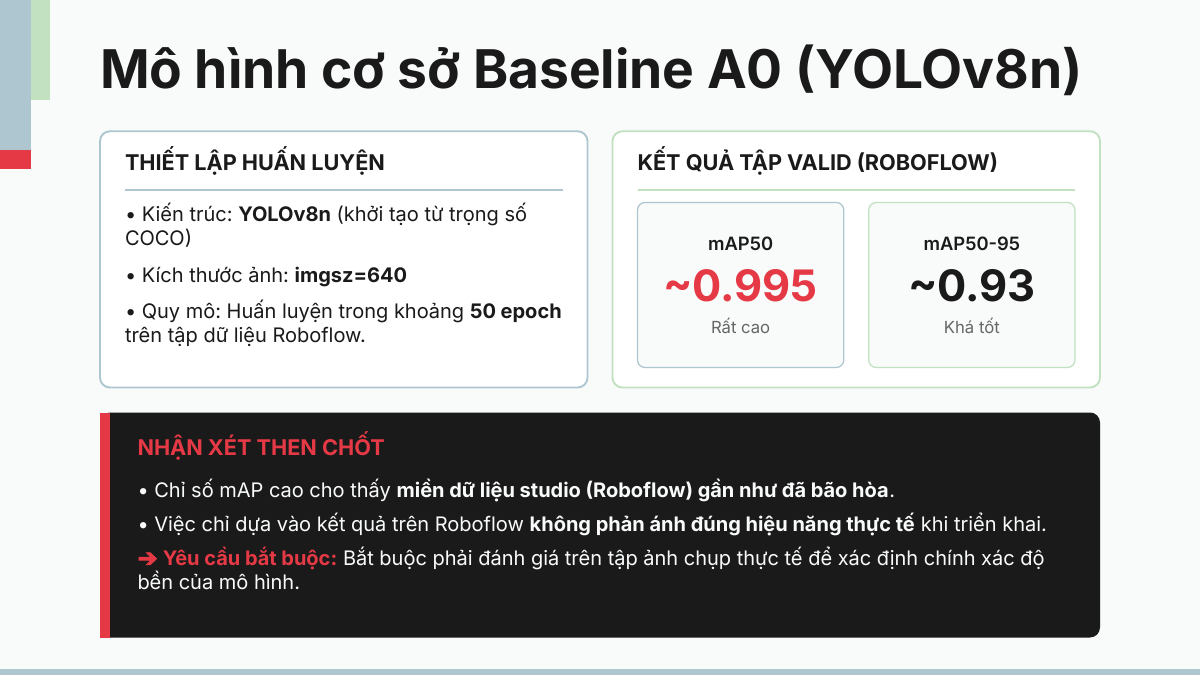 Mô hình cơ sở Baseline A0 (YOLOv8n)
THIẾT LẬP HUẤN LUYỆN
• Kiến trúc: YOLOv8n (khởi tạo từ trọng số
COCO)
• Kích thước ảnh: imgsz=640
• Quy mô: Huấn luyện trong khoảng 50 epoch
trên tập dữ liệu Roboflow.
KẾT QUẢ TẬP VALID (ROBOFLOW)
mAP50
~0.995
Rất cao
mAP50-95
~0.93
Khá tốt
NHẬN XÉT THEN CHỐT
• Chỉ số mAP cao cho thấy miền dữ liệu studio (Roboflow) gần như đã bão hòa.
• Việc chỉ dựa vào kết quả trên Roboflow không phản ánh đúng hiệu năng thực tế khi triển khai.
➔ Yêu cầu bắt buộc: Bắt buộc phải đánh giá trên tập ảnh chụp thực tế để xác định chính xác độ
bền của mô hình.